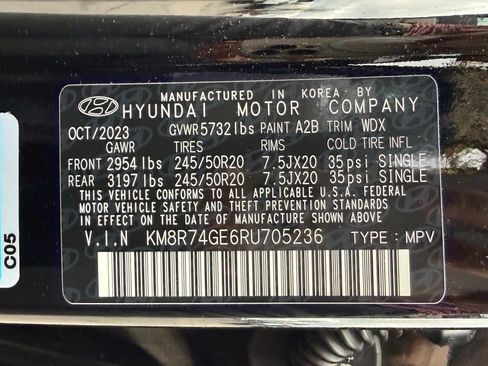 MANUFACTURED IN KOREA BY
HYUNDAI MOTOR COMPANY
OCT/2023 GVWR 5732 lbs PAINT A2B TRIM WDX
GAWR TIRES RIMS COLD TIRE INFL
FRONT 2954 lbs 245/50R20 7.5JX20 35psi SINGLE
REAR 3197 lbs 245/50R20 7.5JX20 35psi SINGLE
THIS VEHICLE CONFORMS TO ALL APPLICABLE U.S.A. FEDERAL
MOTOR VEHICLE SAFETY AND THEFT PREVENTION STANDARDS
IN EFFECT ON THE DATE OF MANUFACTURE SHOWN ABOVE.
V.I.N KM8R74GE6RU705236 TYPE : MPV
C05